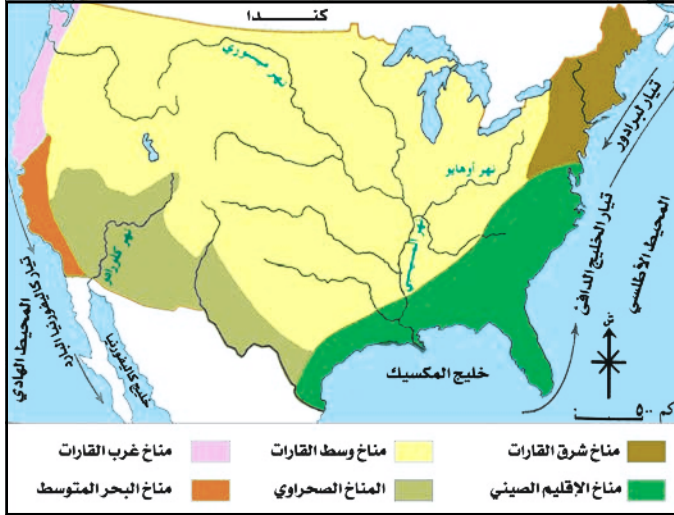 كنـــدا
نهر ميسوري
تيار لبرادور
نهر أوهايو
نهر
تيار الخليج الدافئ
المحيط الأطلسي
نهر كلورادو
تيار كاليفورنيا البارد
المحيط الهادي
خليج كاليفورنيا
خليج المكسيك
كم ٥٠٠
مناخ شرق القارات
مناخ وسط القارات
مناخ غرب القارات
مناخ الإقليم الصيني
المناخ الصحراوي
مناخ البحر المتوسط